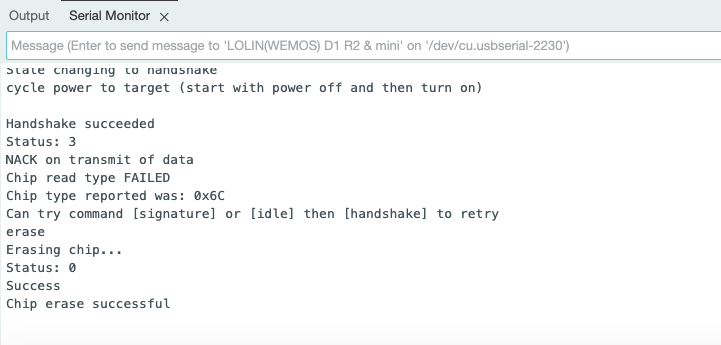 Output Serial Monitor ×
Message (Enter to send message to 'LOLIN(WEMOS) D1 R2 & mini' on '/dev/cu.usbserial-2230')
State changing to handshake
cycle power to target (start with power off and then turn on)
Handshake succeeded
Status: 3
NACK on transmit of data
Chip read type FAILED
Chip type reported was: 0x6C
Can try command [signature] or [idle] then [handshake] to retry
erase
Erasing chip...
Status: 0
Success
Chip erase successful